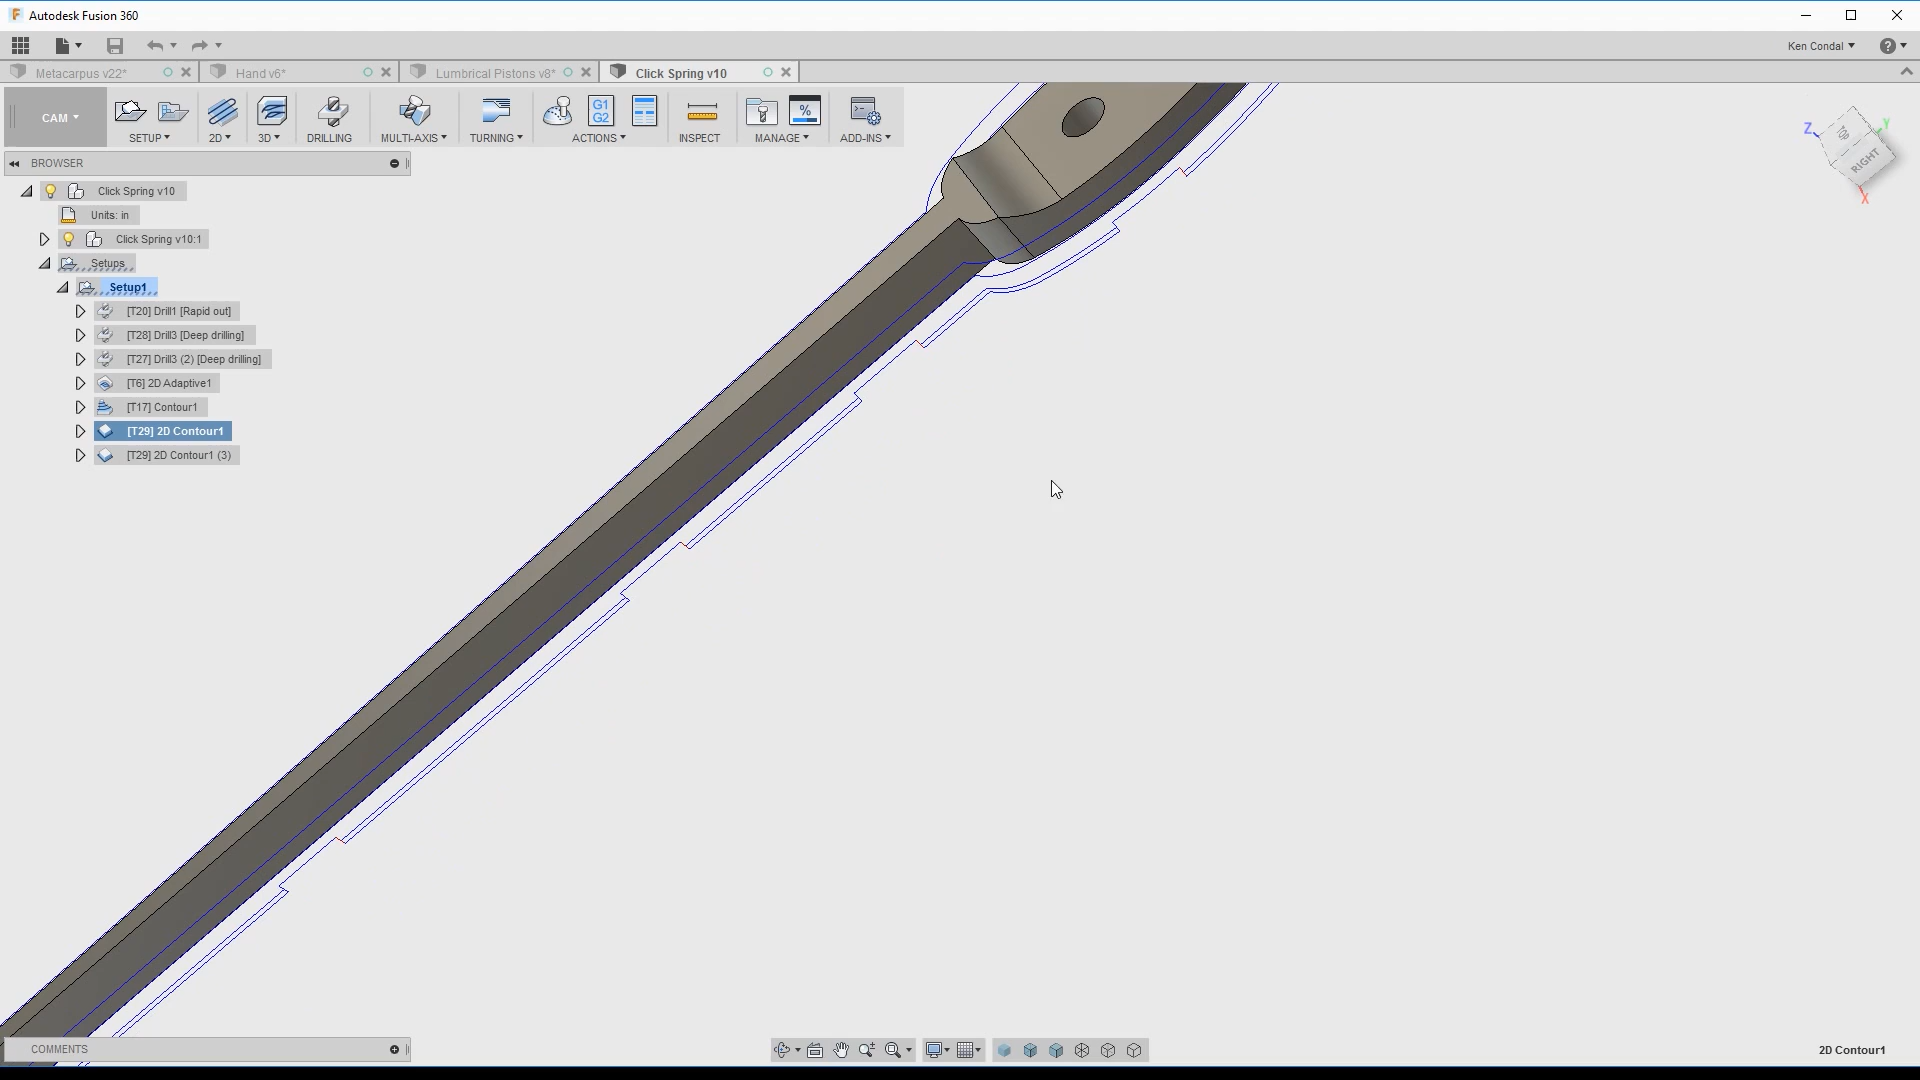 Autodesk Fusion 360
Ken Condal
Metacarpus v22*
Hand v6*
Lumbrical Pistons v8*
Click Spring v10
CAM
G1
G2
%
SETUP
2D
3D
DRILLING
MULTI-AXIS
TURNING
ACTIONS
INSPECT
MANAGE
ADD-INS
BROWSER
Click Spring v10
Units: in
Click Spring v10:1
Setups
Setup1
[T20] Drill1 [Rapid out]
[T28] Drill3 [Deep drilling]
[T27] Drill3 (2) [Deep drilling]
[T6] 2D Adaptive1
[T17] Contour1
[T29] 2D Contour1
[T29] 2D Contour1 (3)
Z
Y
TOP
RIGHT
X
COMMENTS
2D Contour1